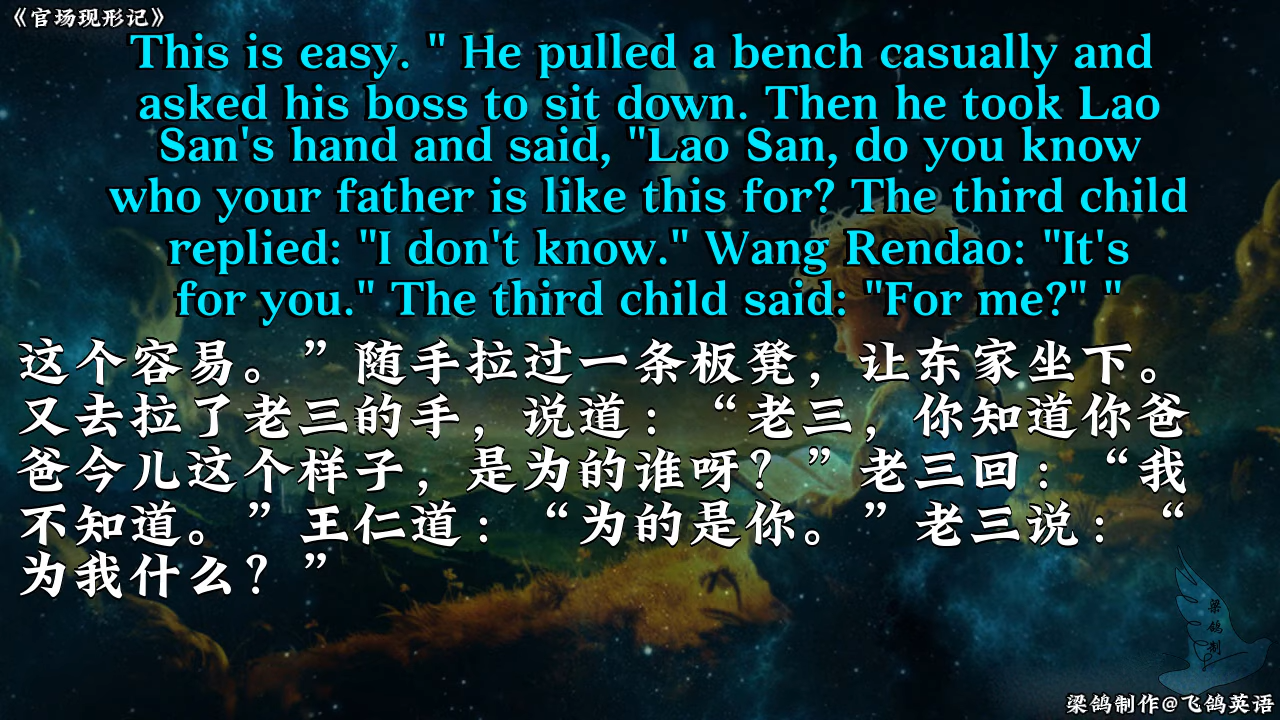 《官场现形记》
This is easy. " He pulled a bench casually and
asked his boss to sit down. Then he took Lao
San's hand and said, "Lao San, do you know
who your father is like this for? The third child
replied: "I don't know." Wang Rendao: "It's
for you." The third child said: "For me?" "
这个容易。”随手拉过一条板凳，让东家坐下。
又去拉了老三的手，说道：“老三，你知道你爸
爸今儿这个样子，是为的谁呀？”老三回：“我
不知道。”王仁道：“为的是你。”老三说：“
为我什么？”
梁鸽制
梁鸽制作@飞鸽英语